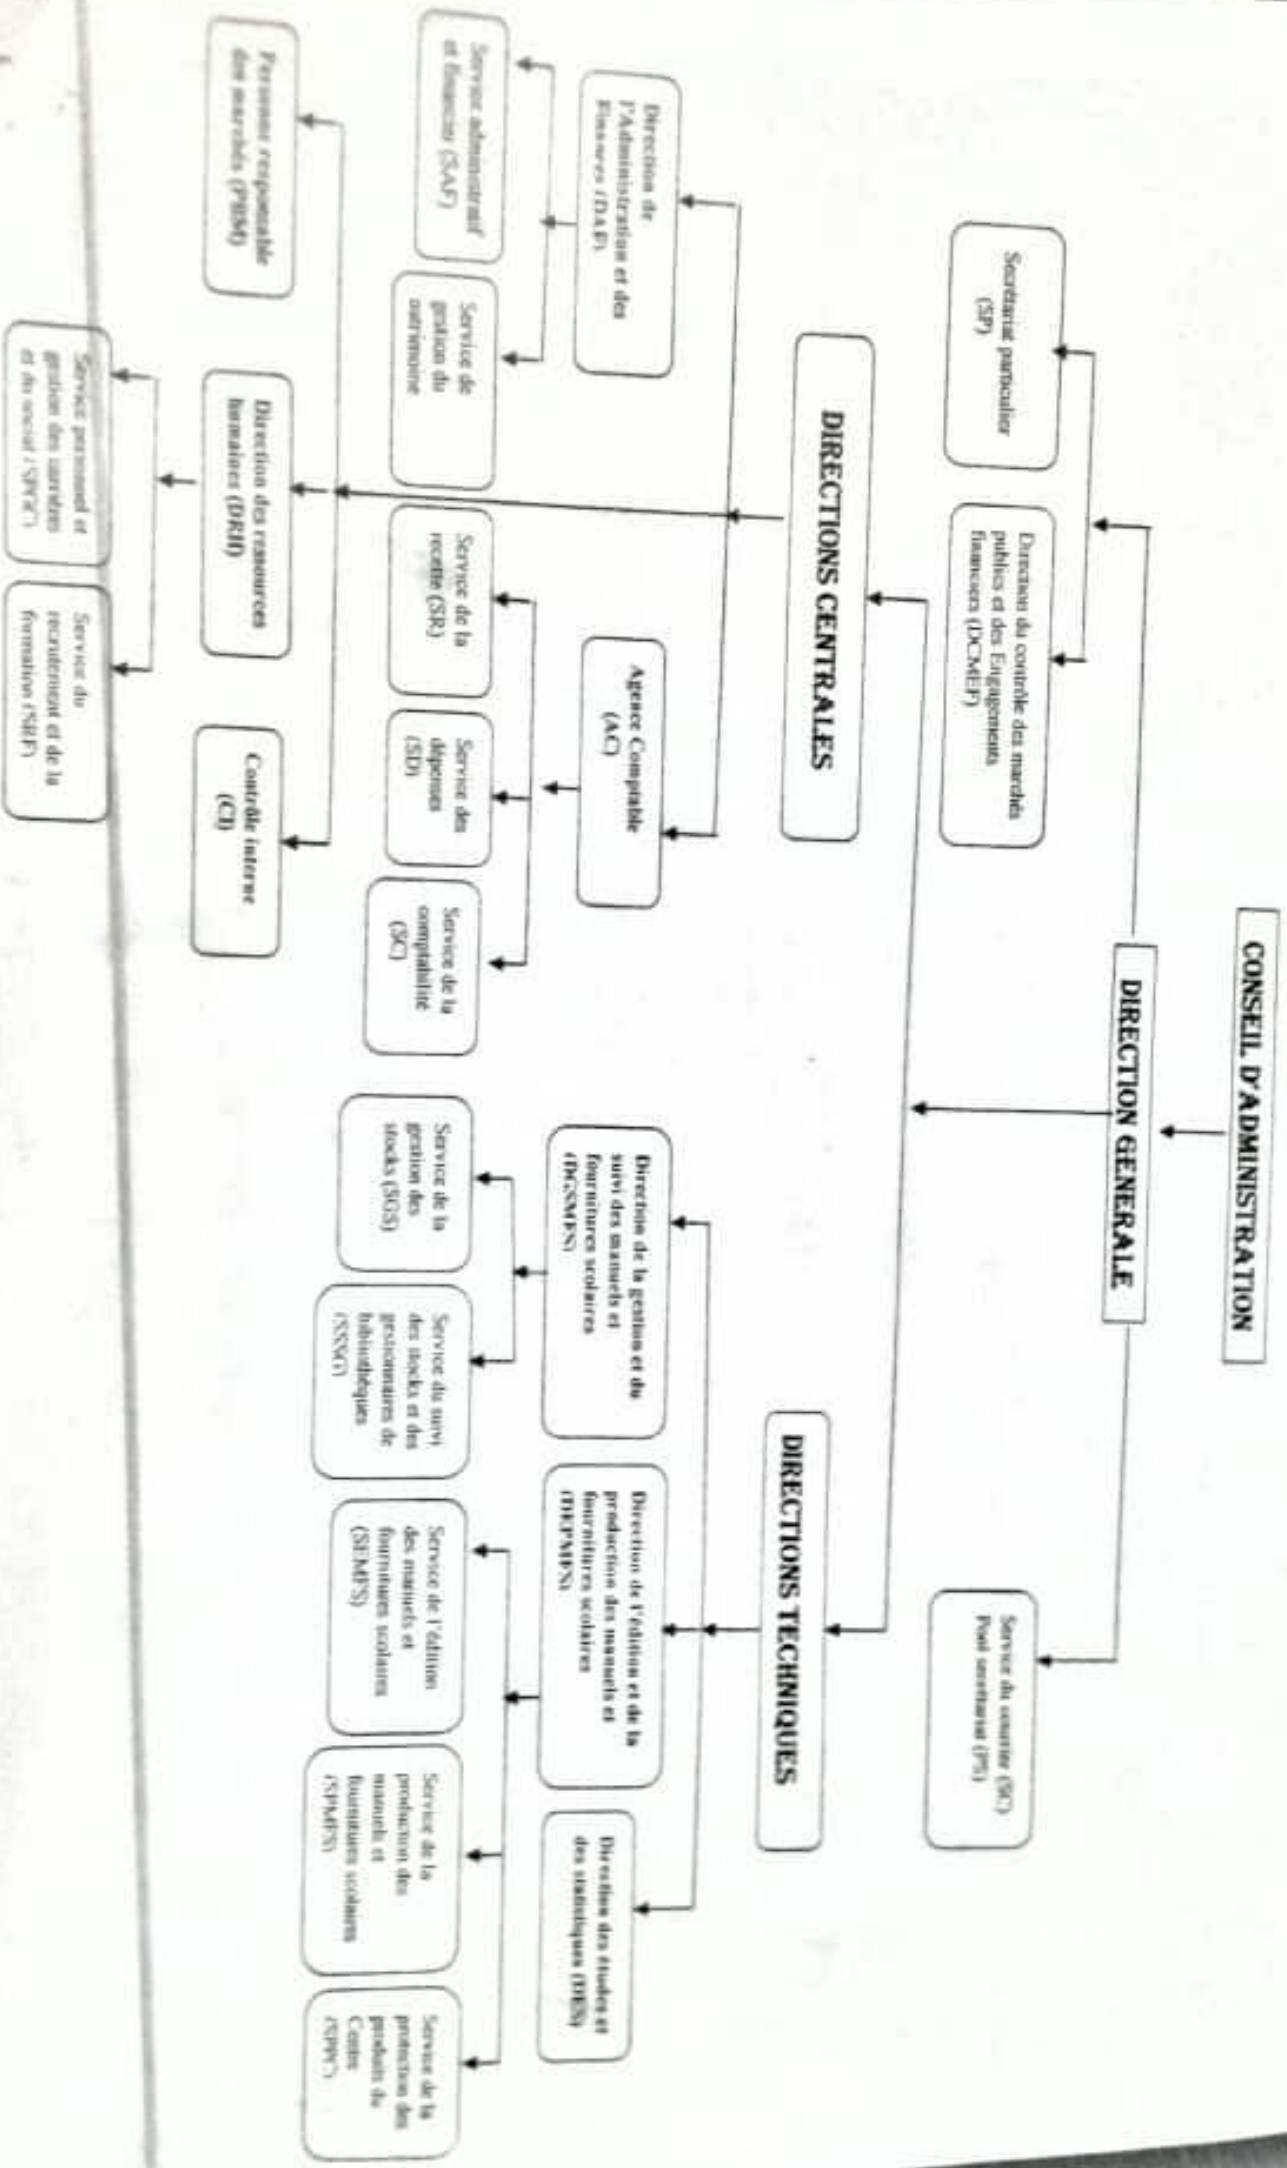 CONSEIL D'ADMINISTRATION
DIRECTION GENERALE
Secrétariat particulier
(SP)
Direction du contrôle des marchés
publics et des Engagements
financiers (DCMEF)
Service du courrier (SC)
Pool secrétariat (PS)
DIRECTIONS CENTRALES
DIRECTIONS TECHNIQUES
Direction de
l'Administration et des
Finances (DAF)
Agence Comptable
(AC)
Direction de la gestion et du
suivi des manuels et
fournitures scolaires
(DGSMFS)
Direction de l'édition et de la
production des manuels et
fournitures scolaires
(DEPMFS)
Direction des études et
des statistiques (DES)
Service administratif
et financier (SAF)
Service de
gestion du
patrimoine
Service de la
recette (SR)
Service des
dépenses
(SD)
Service de la
comptabilité
(SC)
Service de la
gestion des
stocks (SGS)
Service du suivi
des stocks et des
gestionnaires de
bibliothèques
(SSSG)
Service de l'édition
des manuels et
fournitures scolaires
(SEMFS)
Service de la
production des
manuels et
fournitures scolaires
(SPMFS)
Service de la
protection des
produits du
Centre
(SPPC)
Personne responsable
des marchés (PRM)
Direction des ressources
humaines (DRH)
Contrôle interne
(CI)
Service personnel et
gestion des carrières
et du social (SPGC)
Service du
recrutement et de la
formation (SRF)